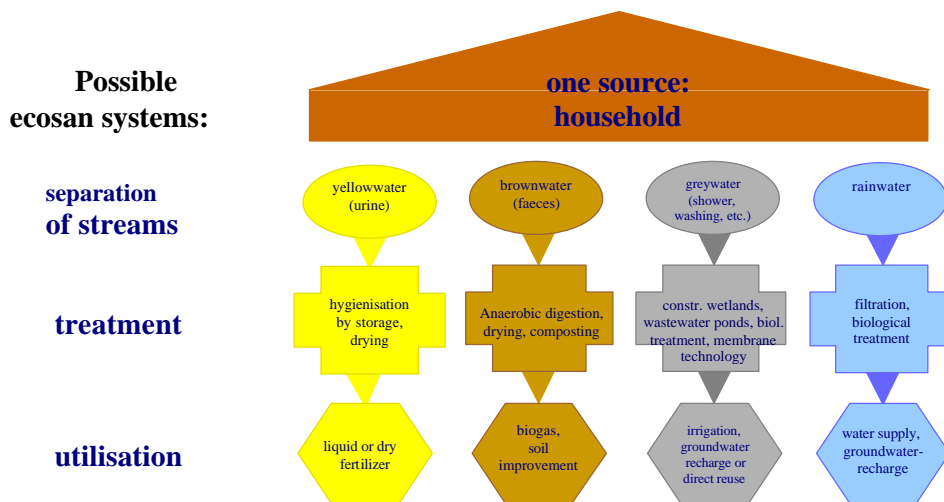 Possible
ecosan systems:
one source:
household
separation
of streams
yellowwater
(urine)
brownwater
(faeces)
greywater
(shower,
washing, etc.)
rainwater
treatment
hygienisation
by storage,
drying
Anaerobic digestion,
drying, composting
constr. wetlands,
wastewater ponds, biol.
treatment, membrane
technology
filtration,
biological
treatment
utilisation
liquid or dry
fertilizer
biogas,
soil
improvement
irrigation,
groundwater
recharge or
direct reuse
water supply,
groundwater-
recharge